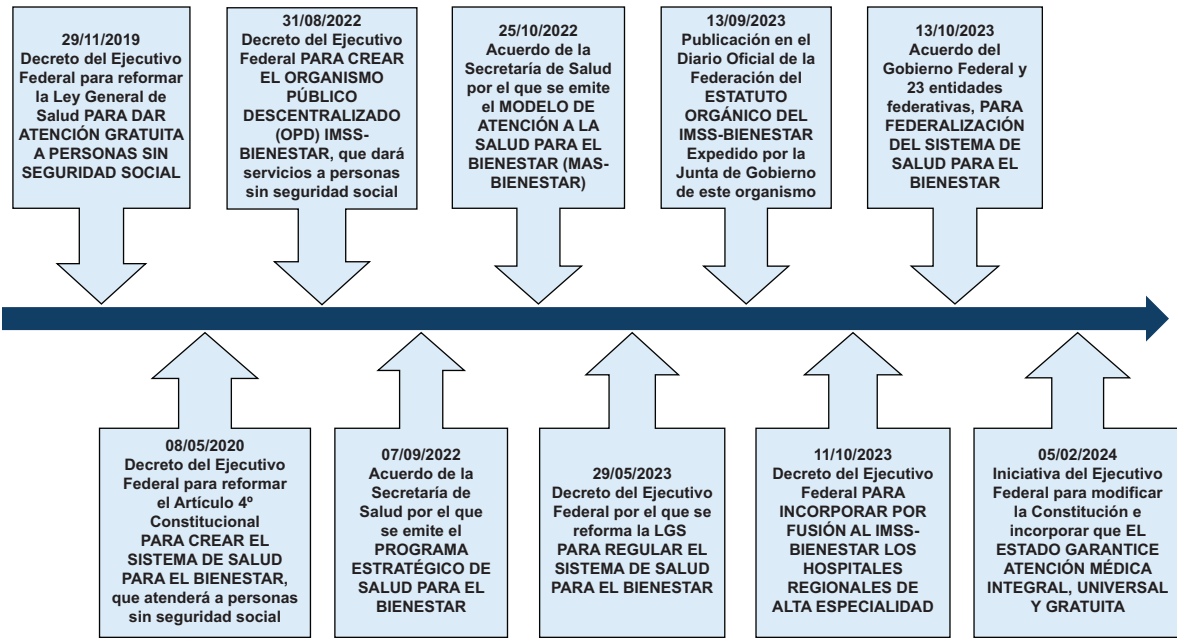 29/11/2019
Decreto del Ejecutivo
Federal para reformar
la Ley General de
Salud PARA DAR
ATENCIÓN GRATUITA
A PERSONAS SIN
SEGURIDAD SOCIAL
31/08/2022
Decreto del Ejecutivo
Federal PARA CREAR
EL ORGANISMO
PÚBLICO
DESCENTRALIZADO
(OPD) IMSS-
BIENESTAR, que dará
servicios a personas
sin seguridad social
25/10/2022
Acuerdo de la
Secretaría de Salud
por el que se emite
el MODELO DE
ATENCIÓN A LA
SALUD PARA EL
BIENESTAR (MAS-
BIENESTAR)
13/09/2023
Publicación en el
Diario Oficial de la
Federación del
ESTATUTO
ORGÁNICO DEL
IMSS-BIENESTAR
Expedido por la
Junta de Gobierno
de este organismo
13/10/2023
Acuerdo del
Gobierno Federal y
23 entidades
federativas, PARA
FEDERALIZACIÓN
DEL SISTEMA DE
SALUD PARA EL
BIENESTAR
08/05/2020
Decreto del Ejecutivo
Federal para reformar
el Artículo 4º
Constitucional
PARA CREAR EL
SISTEMA DE SALUD
PARA EL BIENESTAR,
que atenderá a personas
sin seguridad social
07/09/2022
Acuerdo de la
Secretaría de
Salud por el que
se emite el
PROGRAMA
ESTRATÉGICO DE
SALUD PARA EL
BIENESTAR
29/05/2023
Decreto del Ejecutivo
Federal por el que se
reforma la LGS
PARA REGULAR EL
SISTEMA DE SALUD
PARA EL BIENESTAR
11/10/2023
Decreto del Ejecutivo
Federal PARA
INCORPORAR POR
FUSIÓN AL IMSS-
BIENESTAR LOS
HOSPITALES
REGIONALES DE
ALTA ESPECIALIDAD
05/02/2024
Iniciativa del Ejecutivo
Federal para modificar
la Constitución e
incorporar que EL
ESTADO GARANTICE
ATENCIÓN MÉDICA
INTEGRAL, UNIVERSAL
Y GRATUITA